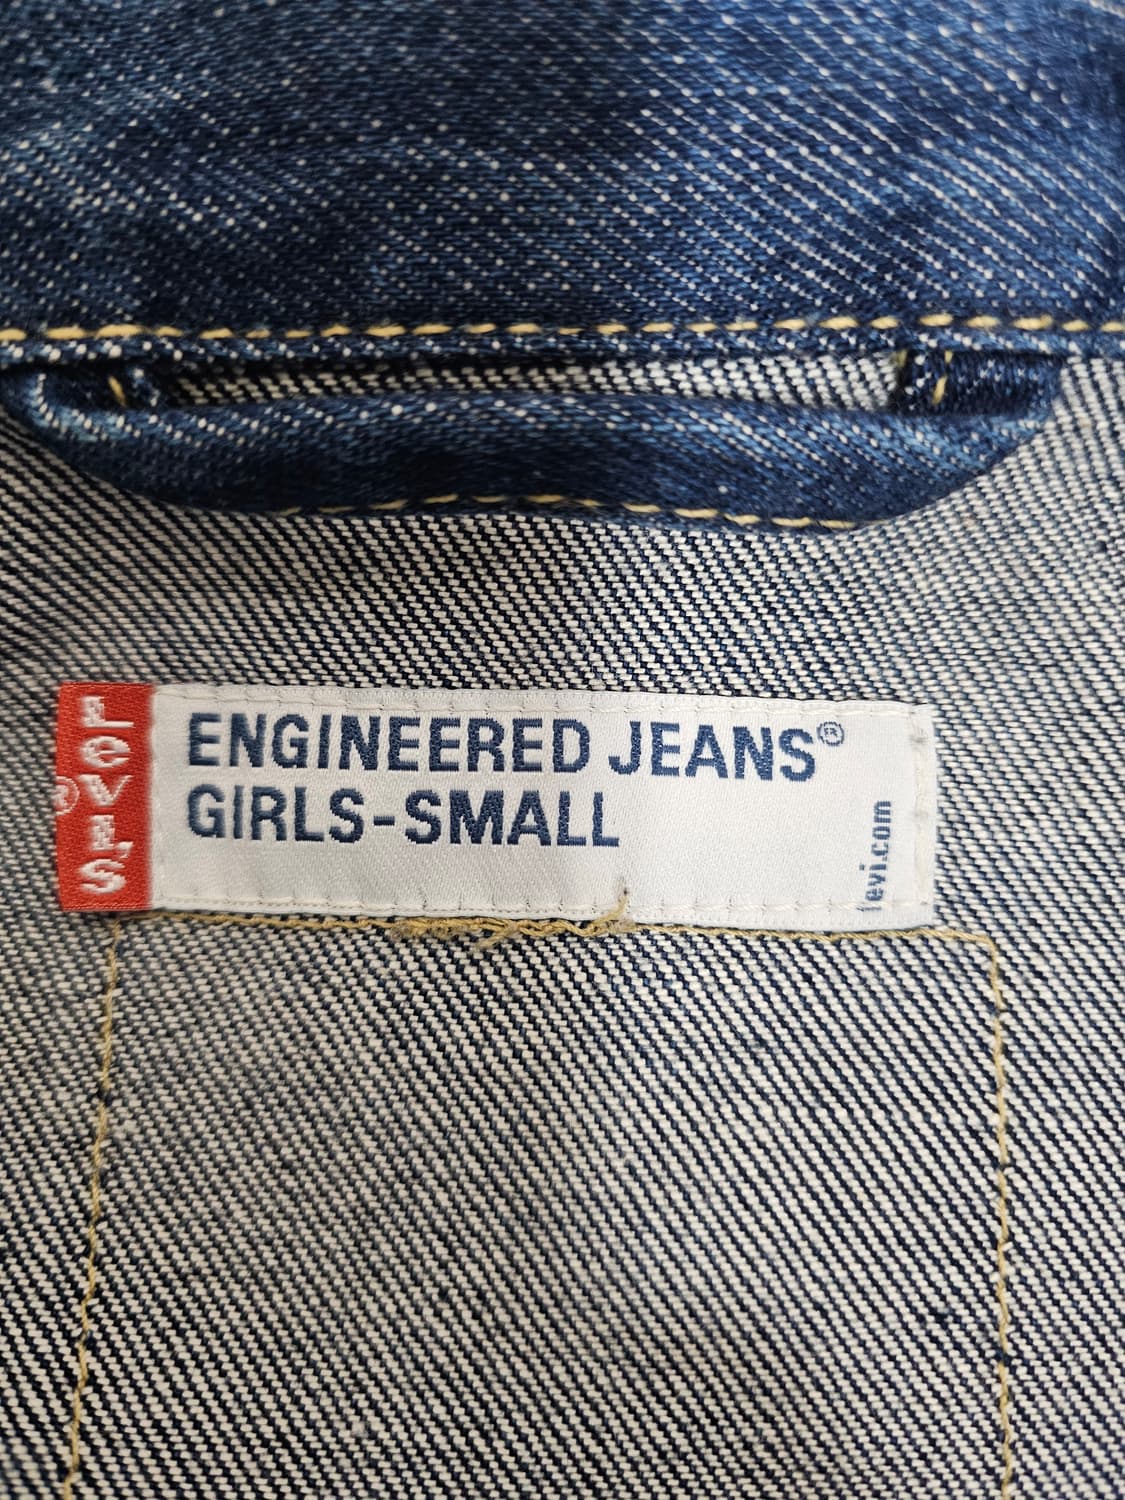 LEVI'S
®
ENGINEERED JEANS®
GIRLS-SMALL
levi.com